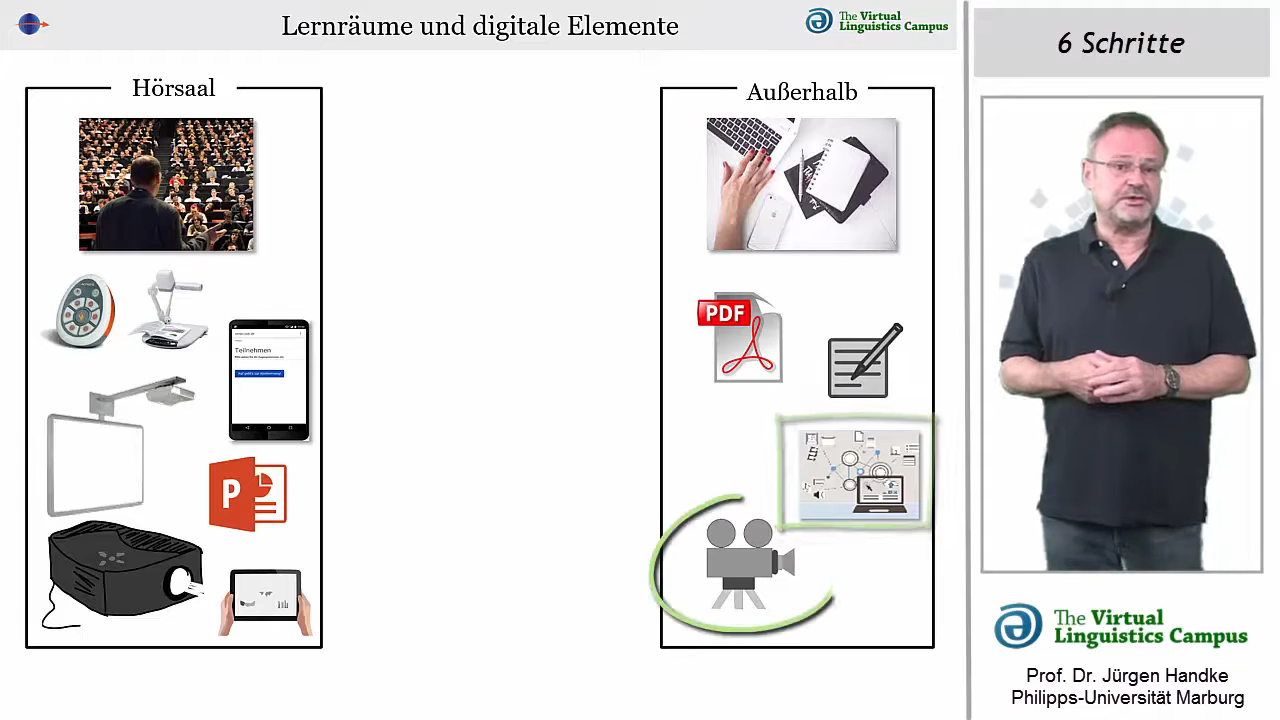 Lernräume und digitale Elemente
The Virtual
Linguistics Campus
6 Schritte
Hörsaal
Außerhalb
Teilnehmen
PDF
P
The Virtual
Linguistics Campus
Prof. Dr. Jürgen Handke
Philipps-Universität Marburg